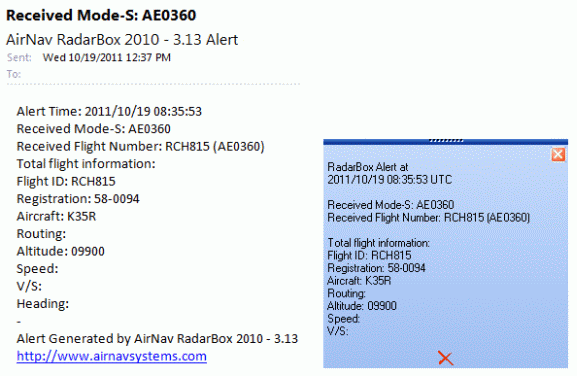 Received Mode-S: AE0360
AirNav RadarBox 2010 - 3.13 Alert
Sent: Wed 10/19/2011 12:37 PM
To:
Alert Time: 2011/10/19 08:35:53
Received Mode-S: AE0360
Received Flight Number: RCH815 (AE0360)
Total flight information:
Flight ID: RCH815
Registration: 58-0094
Aircraft: K35R
Routing:
Altitude: 09900
Speed:
V/S:
Heading:
-
Alert Generated by AirNav RadarBox 2010 - 3.13
http://www.airnavsystems.com
RadarBox Alert at
2011/10/19 08:35:53 UTC
Received Mode-S: AE0360
Received Flight Number: RCH815 (AE0360)
Total flight information:
Flight ID: RCH815
Registration: 58-0094
Aircraft: K35R
Routing:
Altitude: 09900
Speed:
V/S: